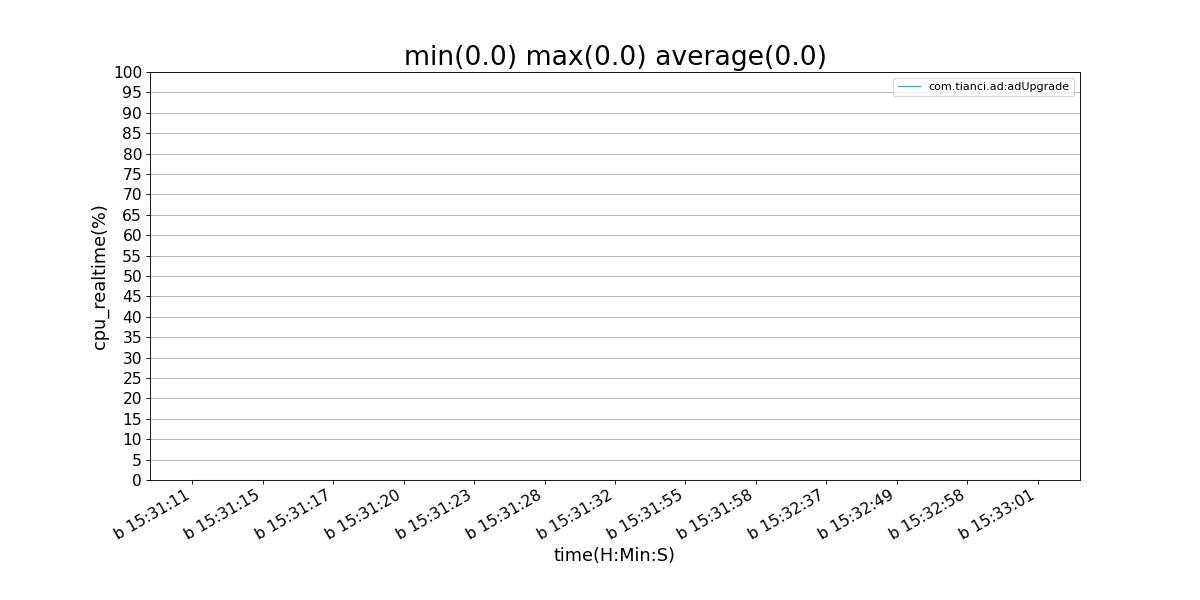 min(0.0) max(0.0) average(0.0)
com.tianci.ad:adUpgrade
cpu_realtime(%)
100
95
90
85
80
75
70
65
60
55
50
45
40
35
30
25
20
15
10
5
0
b 15:31:11
b 15:31:15
b 15:31:17
b 15:31:20
b 15:31:23
b 15:31:28
b 15:31:32
b 15:31:55
b 15:31:58
b 15:32:37
b 15:32:49
b 15:32:58
b 15:33:01
time(H:Min:S)